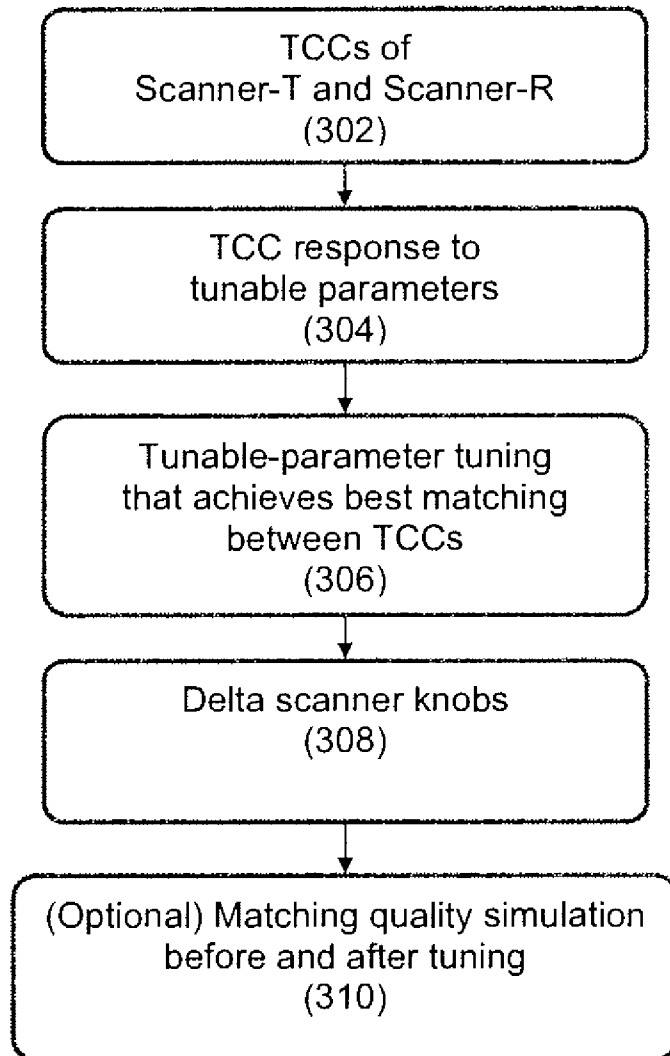 TCCs of
Scanner-T and Scanner-R
(302)
TCC response to
tunable parameters
(304)
Tunable-parameter tuning
that achieves best matching
between TCCs
(306)
Delta scanner knobs
(308)
(Optional) Matching quality simulation
before and after tuning
(310)